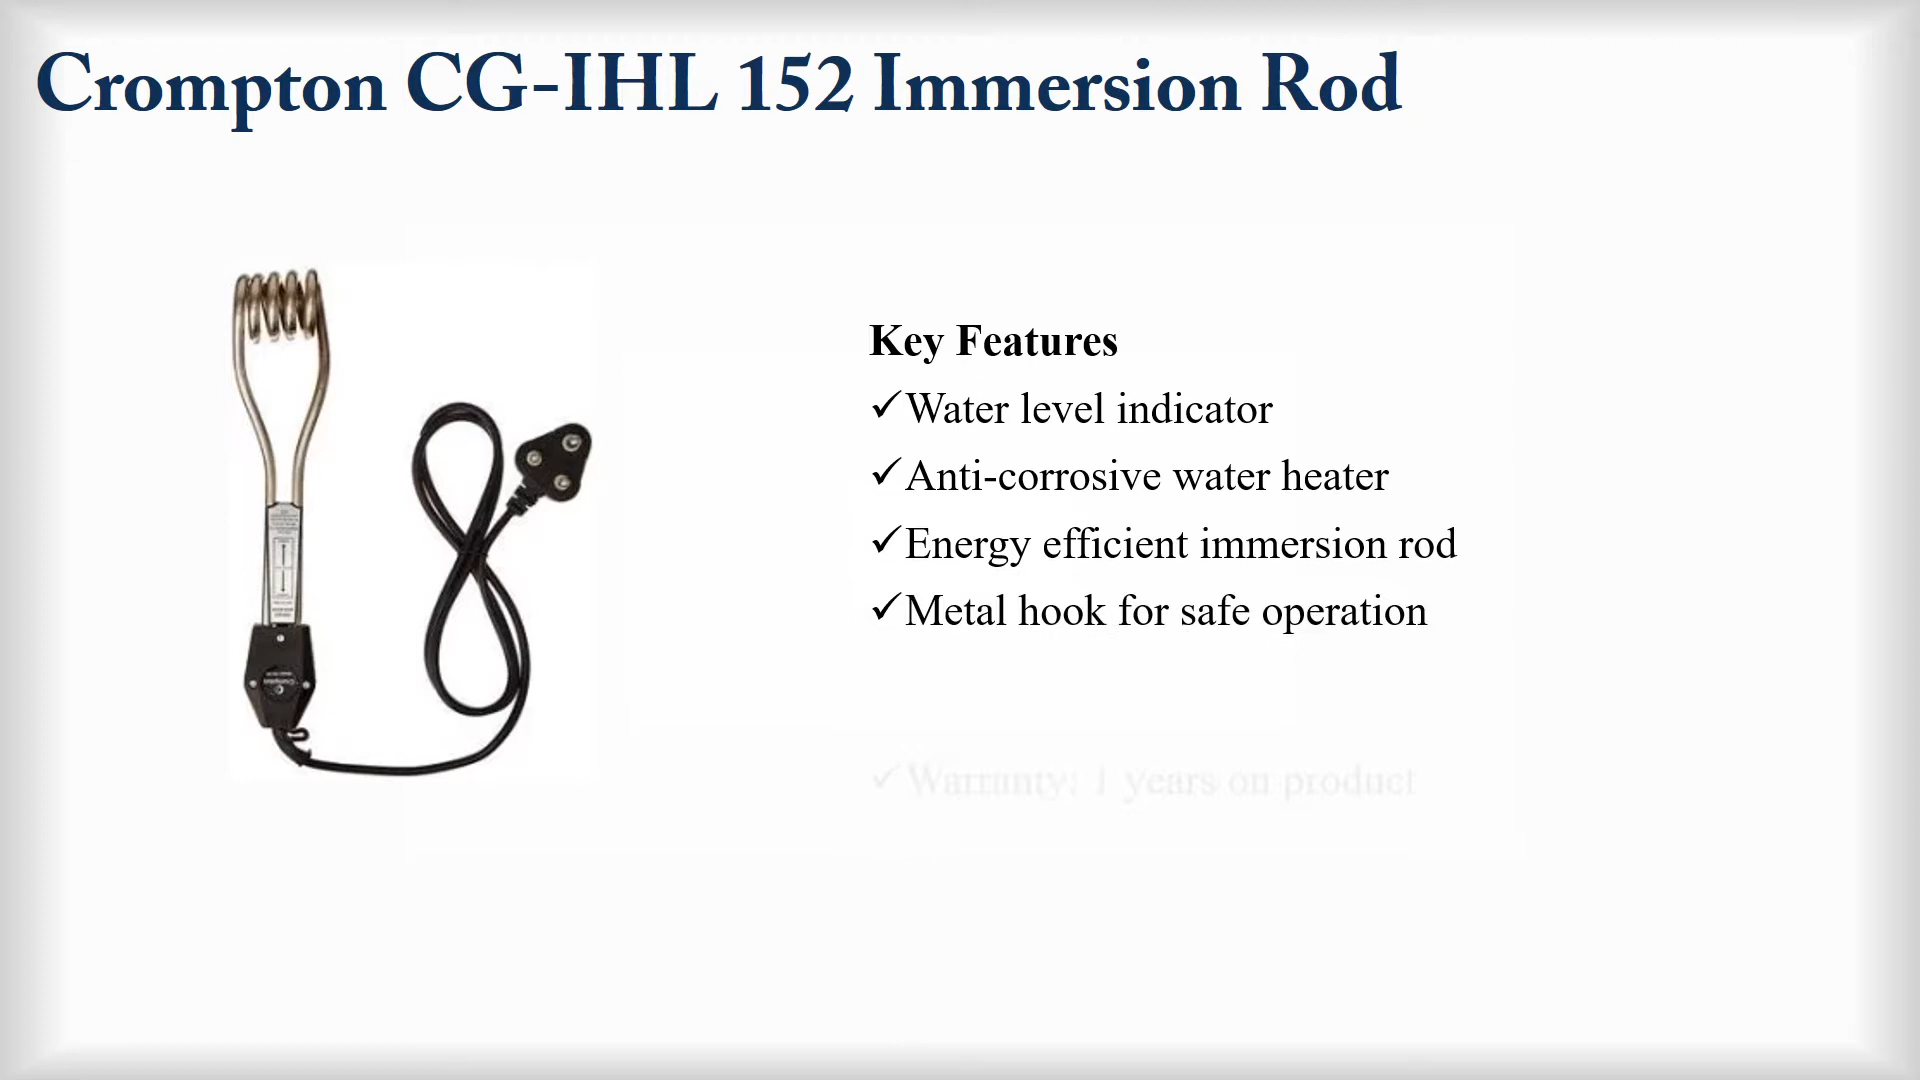 Crompton CG-IHL 152 Immersion Rod
Key Features
✓Water level indicator
✓Anti-corrosive water heater
✓Energy efficient immersion rod
✓Metal hook for safe operation
✓Warranty: 1 years on product
Crompton